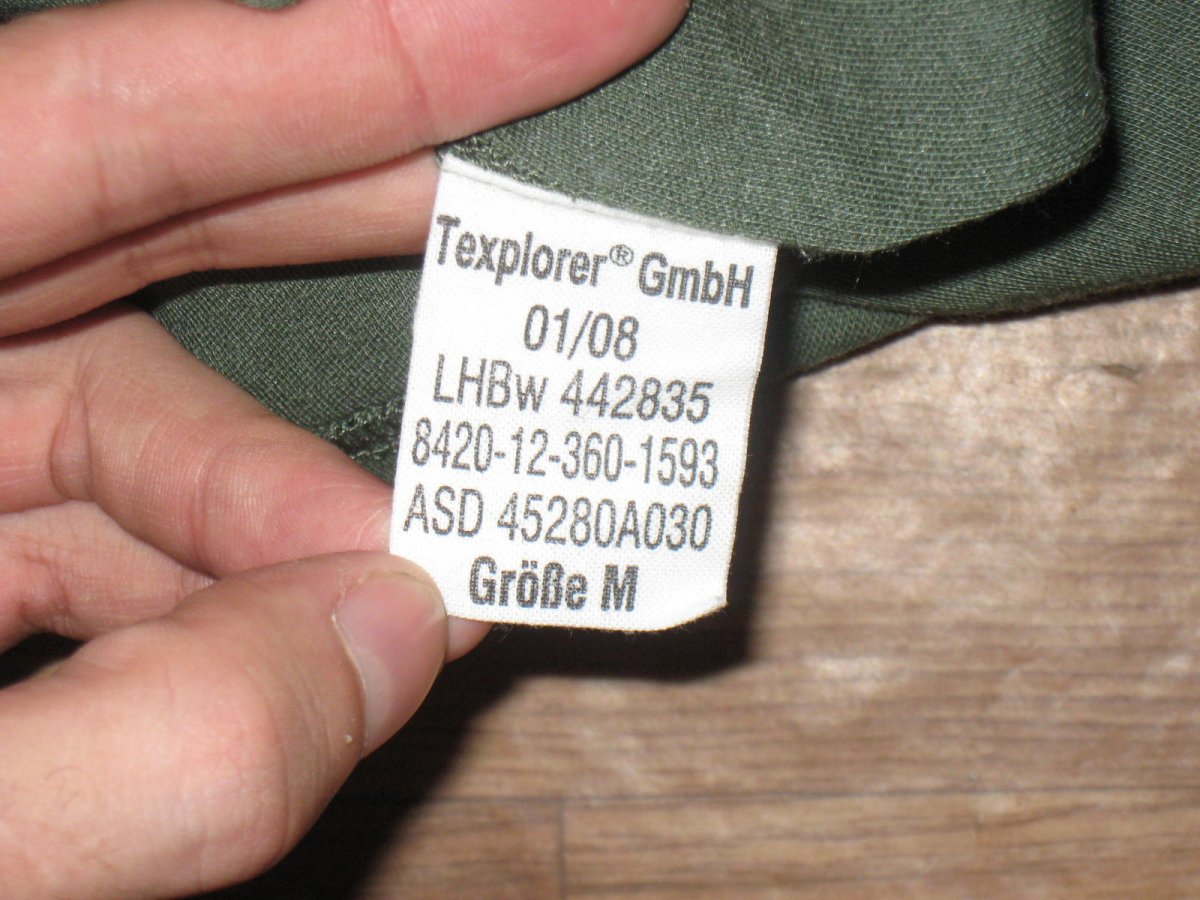 Texplorer® GmbH
01/08
LHBw 442835
8420-12-360-1593
ASD 45280A030
Größe M